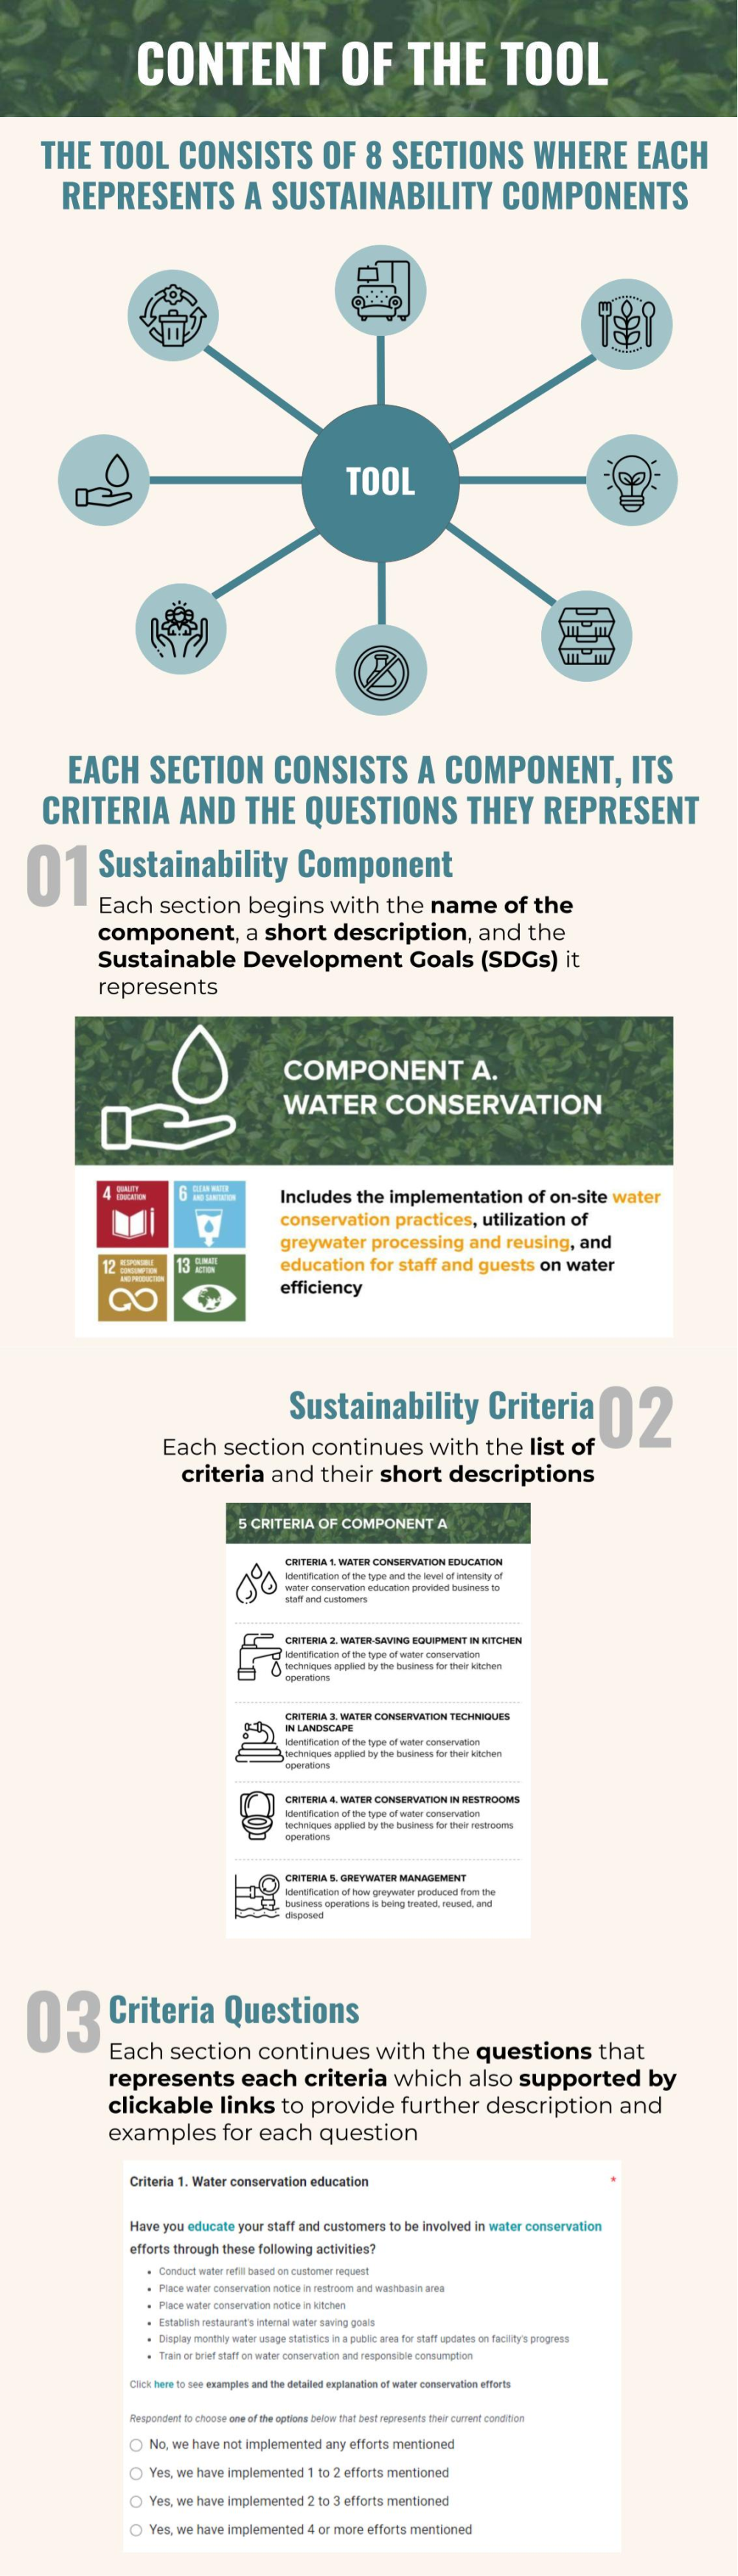 CONTENT OF THE TOOL
THE TOOL CONSISTS OF 8 SECTIONS WHERE EACH
REPRESENTS A SUSTAINABILITY COMPONENTS
TOOL
EACH SECTION CONSISTS A COMPONENT, ITS
CRITERIA AND THE QUESTIONS THEY REPRESENT
01 Sustainability Component
Each section begins with the name of the
component, a short description, and the
Sustainable Development Goals (SDGs) it
represents
COMPONENT A.
WATER CONSERVATION
4 QUALITY
EDUCATION
6 CLEAN WATER
AND SANITATION
12 RESPONSIBLE
CONSUMPTION
AND PRODUCTION
13 CLIMATE
ACTION
Includes the implementation of on-site water
conservation practices, utilization of
greywater processing and reusing, and
education for staff and guests on water
efficiency
Sustainability Criteria 02
Each section continues with the list of
criteria and their short descriptions
5 CRITERIA OF COMPONENT A
CRITERIA 1. WATER CONSERVATION EDUCATION
Identification of the type and the level of intensity of
water conservation education provided business to
staff and customers
CRITERIA 2. WATER-SAVING EQUIPMENT IN KITCHEN
Identification of the type of water conservation
techniques applied by the business for their kitchen
operations
CRITERIA 3. WATER CONSERVATION TECHNIQUES
IN LANDSCAPE
Identification of the type of water conservation
techniques applied by the business for their kitchen
operations
CRITERIA 4. WATER CONSERVATION IN RESTROOMS
Identification of the type of water conservation
techniques applied by the business for their restrooms
operations
CRITERIA 5. GREYWATER MANAGEMENT
Identification of how greywater produced from the
business operations is being treated, reused, and
disposed
03 Criteria Questions
Each section continues with the questions that
represents each criteria which also supported by
clickable links to provide further description and
examples for each question
Criteria 1. Water conservation education *
Have you educate your staff and customers to be involved in water conservation
efforts through these following activities?
• Conduct water refill based on customer request
• Place water conservation notice in restroom and washbasin area
• Place water conservation notice in kitchen
• Establish restaurant's internal water saving goals
• Display monthly water usage statistics in a public area for staff updates on facility's progress
• Train or brief staff on water conservation and responsible consumption
Click here to see examples and the detailed explanation of water conservation efforts
Respondent to choose one of the options below that best represents their current condition
No, we have not implemented any efforts mentioned
Yes, we have implemented 1 to 2 efforts mentioned
Yes, we have implemented 2 to 3 efforts mentioned
Yes, we have implemented 4 or more efforts mentioned